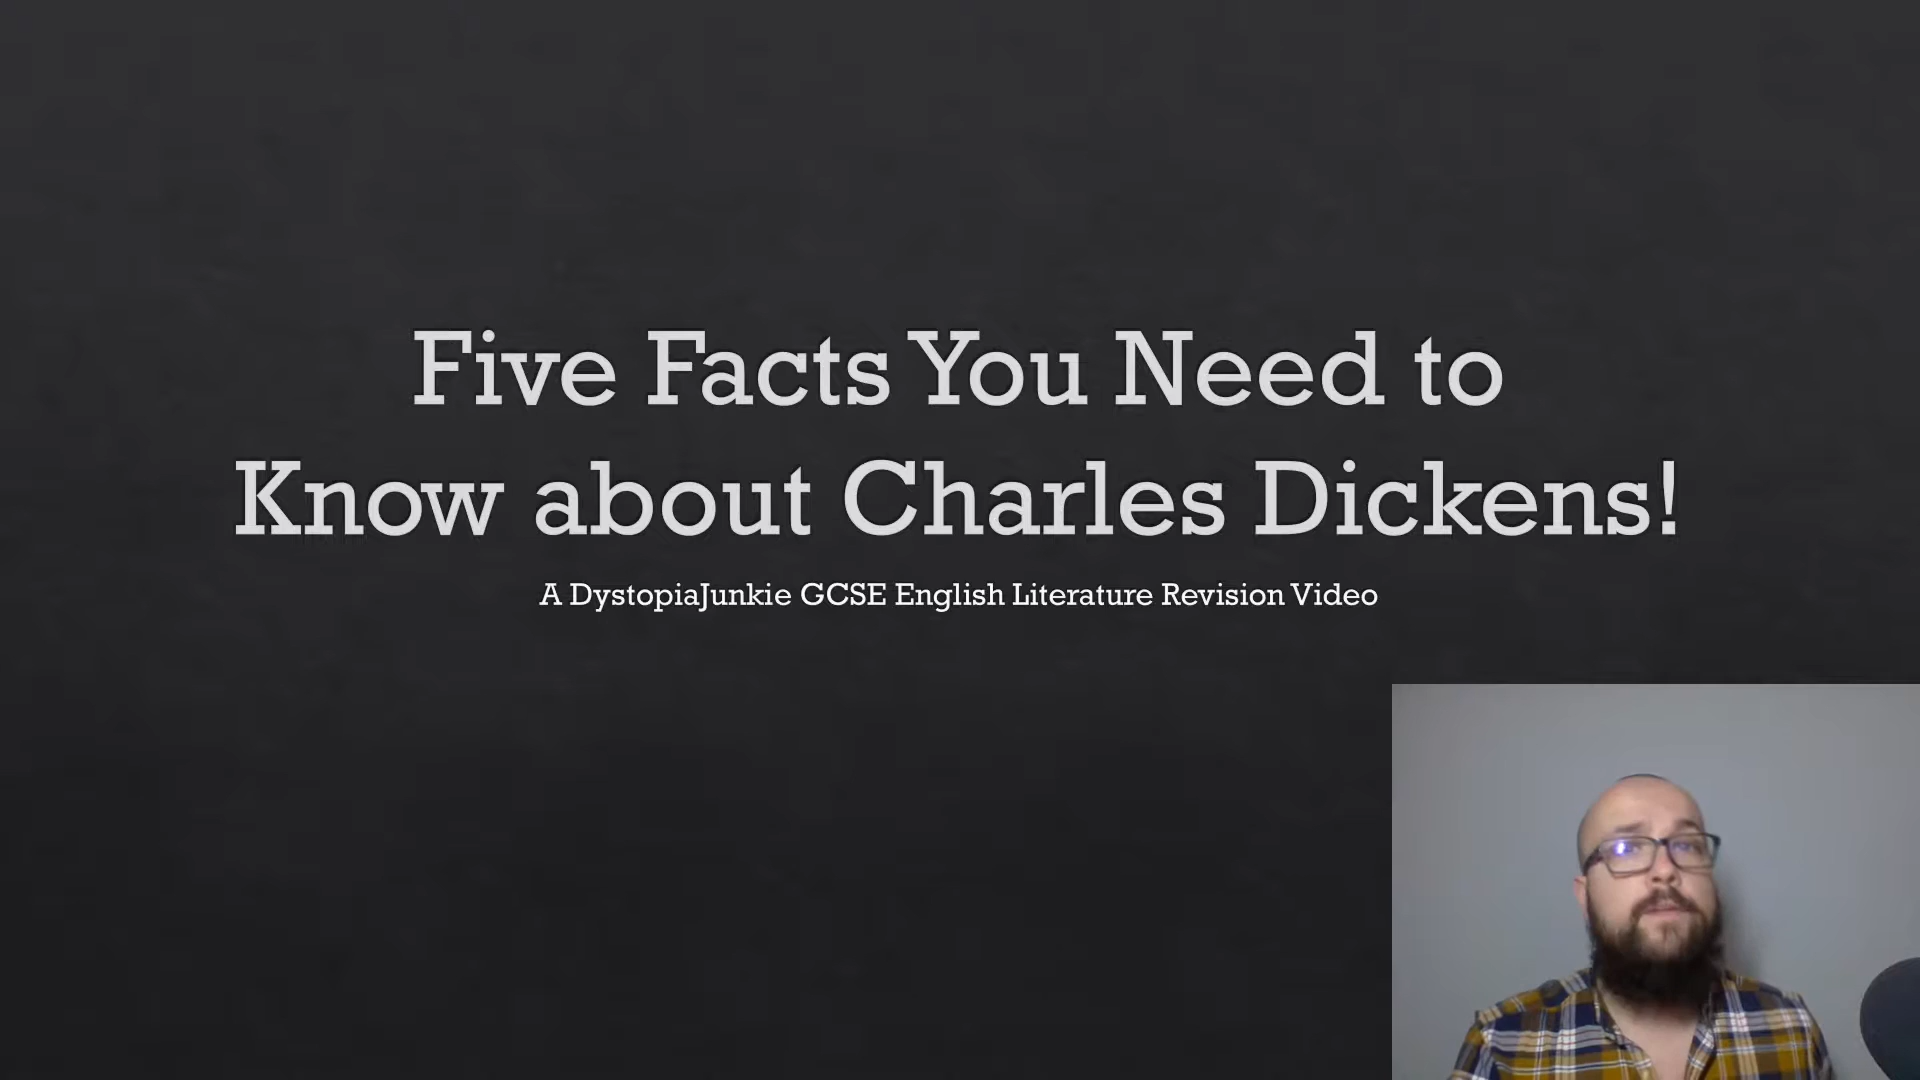 Five Facts You Need to
Know about Charles Dickens!
A DystopiaJunkie GCSE English Literature Revision Video